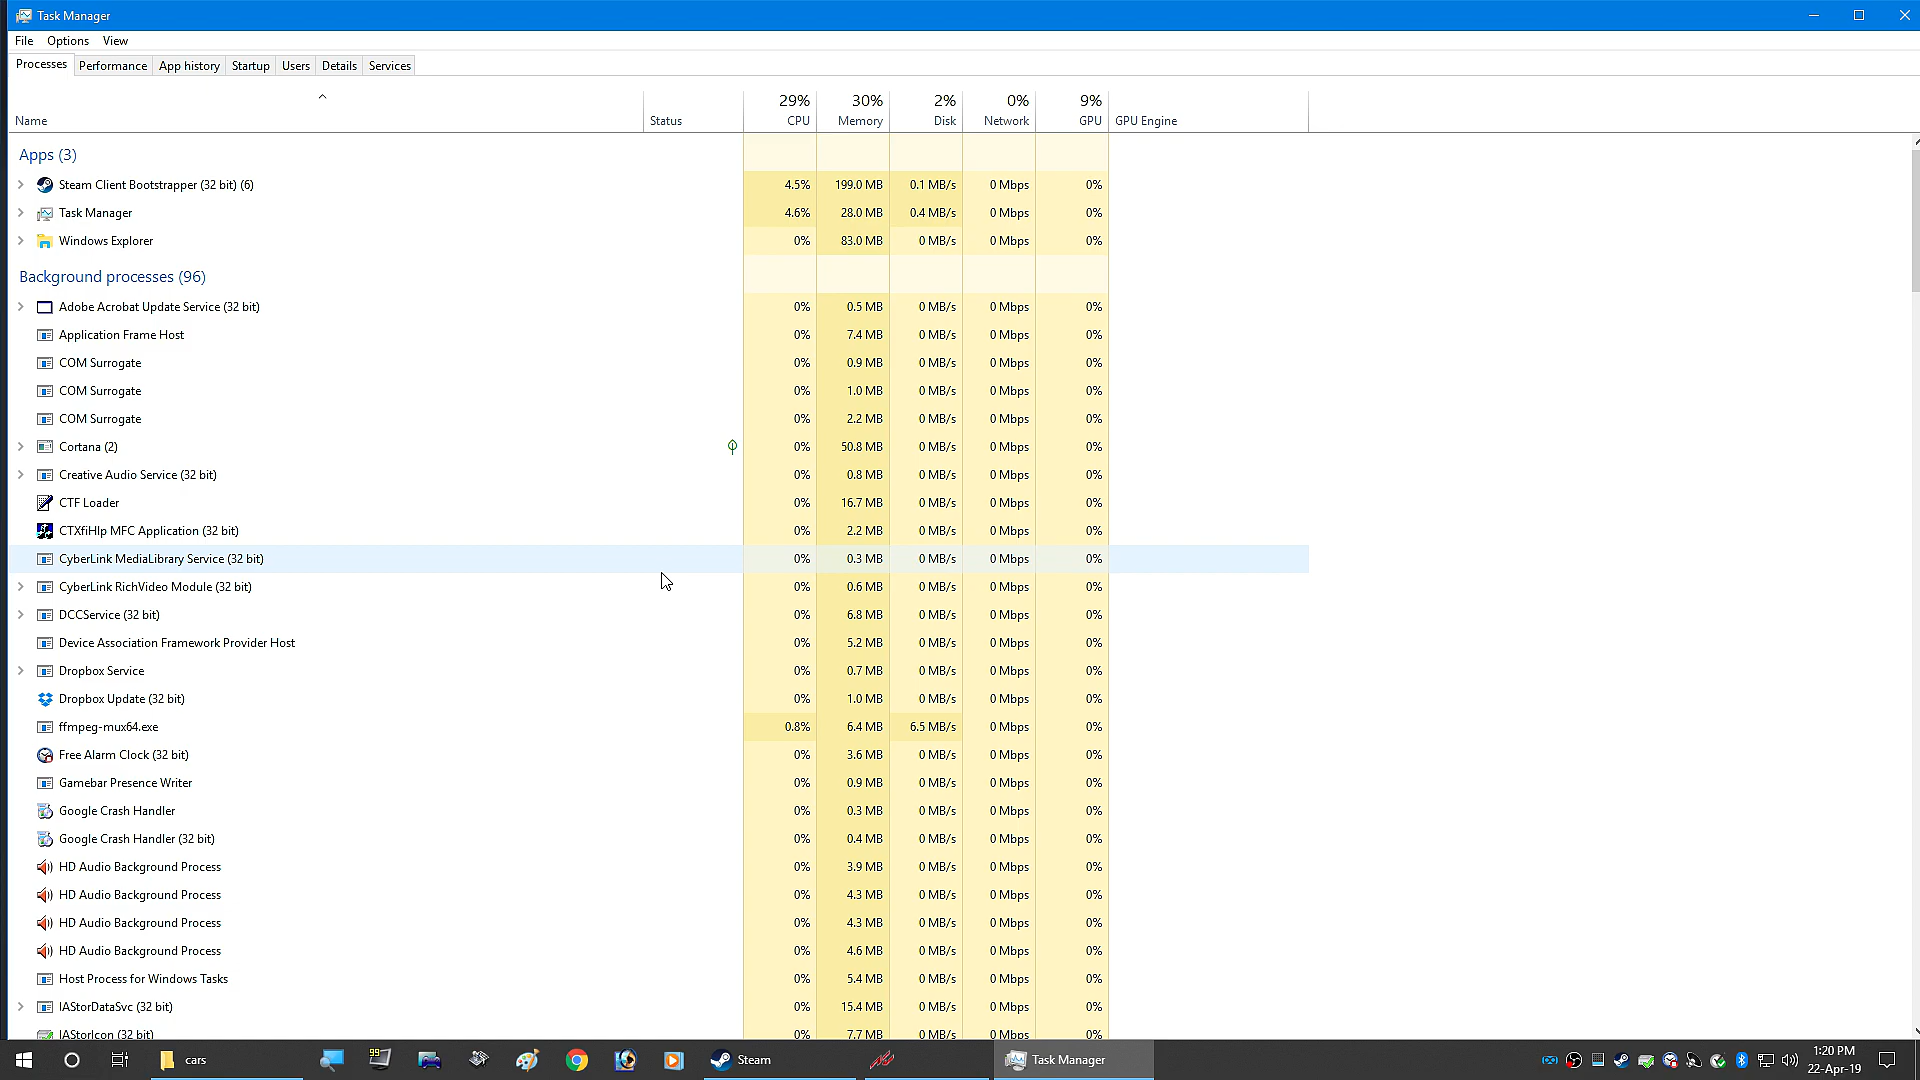 Task Manager
File Options View
Processes Performance App history Startup Users Details Services
29% 30% 2% 0% 9%
Name Status CPU Memory Disk Network GPU GPU Engine
Apps (3)
Steam Client Bootstrapper (32 bit) (6) 4.5% 199.0 MB 0.1 MB/s 0 Mbps 0%
Task Manager 4.6% 28.0 MB 0.4 MB/s 0 Mbps 0%
Windows Explorer 0% 83.0 MB 0 MB/s 0 Mbps 0%
Background processes (96)
Adobe Acrobat Update Service (32 bit) 0% 0.5 MB 0 MB/s 0 Mbps 0%
Application Frame Host 0% 7.4 MB 0 MB/s 0 Mbps 0%
COM Surrogate 0% 0.9 MB 0 MB/s 0 Mbps 0%
COM Surrogate 0% 1.0 MB 0 MB/s 0 Mbps 0%
COM Surrogate 0% 2.2 MB 0 MB/s 0 Mbps 0%
Cortana (2) 0% 50.8 MB 0 MB/s 0 Mbps 0%
Creative Audio Service (32 bit) 0% 0.8 MB 0 MB/s 0 Mbps 0%
CTF Loader 0% 16.7 MB 0 MB/s 0 Mbps 0%
CTXfiHlp MFC Application (32 bit) 0% 2.2 MB 0 MB/s 0 Mbps 0%
CyberLink MediaLibrary Service (32 bit) 0% 0.3 MB 0 MB/s 0 Mbps 0%
CyberLink RichVideo Module (32 bit) 0% 0.6 MB 0 MB/s 0 Mbps 0%
DCCService (32 bit) 0% 6.8 MB 0 MB/s 0 Mbps 0%
Device Association Framework Provider Host 0% 5.2 MB 0 MB/s 0 Mbps 0%
Dropbox Service 0% 0.7 MB 0 MB/s 0 Mbps 0%
Dropbox Update (32 bit) 0% 1.0 MB 0 MB/s 0 Mbps 0%
ffmpeg-mux64.exe 0.8% 6.4 MB 6.5 MB/s 0 Mbps 0%
Free Alarm Clock (32 bit) 0% 3.6 MB 0 MB/s 0 Mbps 0%
Gamebar Presence Writer 0% 0.9 MB 0 MB/s 0 Mbps 0%
Google Crash Handler 0% 0.3 MB 0 MB/s 0 Mbps 0%
Google Crash Handler (32 bit) 0% 0.4 MB 0 MB/s 0 Mbps 0%
HD Audio Background Process 0% 3.9 MB 0 MB/s 0 Mbps 0%
HD Audio Background Process 0% 4.3 MB 0 MB/s 0 Mbps 0%
HD Audio Background Process 0% 4.3 MB 0 MB/s 0 Mbps 0%
HD Audio Background Process 0% 4.6 MB 0 MB/s 0 Mbps 0%
Host Process for Windows Tasks 0% 5.4 MB 0 MB/s 0 Mbps 0%
IAStorDataSvc (32 bit) 0% 15.4 MB 0 MB/s 0 Mbps 0%
IAStorIcon (32 bit) 0% 7.7 MB 0 MB/s 0 Mbps 0%
cars 99 Steam Task Manager 1:20 PM
22-Apr-19